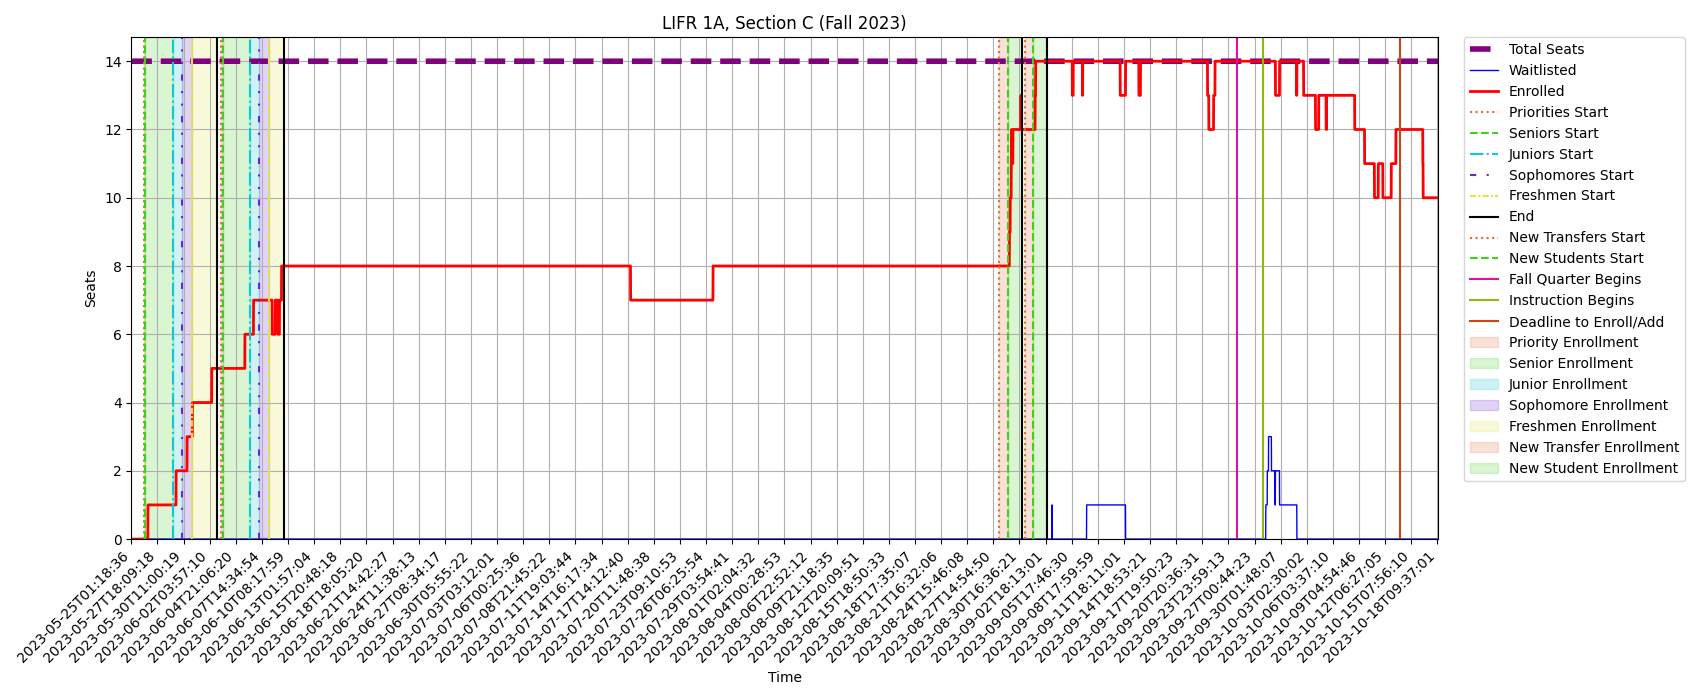 LIFR 1A, Section C (Fall 2023)
Seats
14
12
10
8
6
4
2
0
2023-05-25T01:18:36
2023-05-27T18:09:18
2023-05-30T11:00:19
2023-06-02T03:57:10
2023-06-04T21:06:20
2023-06-07T14:34:54
2023-06-10T08:17:59
2023-06-13T01:57:04
2023-06-15T20:48:18
2023-06-18T18:05:20
2023-06-21T14:42:27
2023-06-24T11:38:13
2023-06-27T08:34:17
2023-06-30T05:55:22
2023-07-03T03:12:01
2023-07-06T00:25:36
2023-07-08T21:45:22
2023-07-11T19:03:44
2023-07-14T16:17:34
2023-07-17T14:12:40
2023-07-20T11:48:38
2023-07-23T09:10:53
2023-07-26T06:25:54
2023-07-29T03:54:41
2023-08-01T02:04:32
2023-08-04T00:28:53
2023-08-06T22:52:12
2023-08-09T21:18:35
2023-08-12T20:09:51
2023-08-15T18:50:33
2023-08-18T17:35:07
2023-08-21T16:32:06
2023-08-24T15:46:08
2023-08-27T14:54:50
2023-08-30T16:36:21
2023-09-02T18:13:01
2023-09-05T17:46:30
2023-09-08T17:59:59
2023-09-11T18:11:01
2023-09-14T18:53:21
2023-09-17T19:50:23
2023-09-20T20:36:31
2023-09-23T23:59:13
2023-09-27T00:44:23
2023-09-30T01:48:07
2023-10-03T02:30:02
2023-10-06T03:37:10
2023-10-09T04:54:46
2023-10-12T06:27:05
2023-10-15T07:56:10
2023-10-18T09:37:01
Time
Total Seats
Waitlisted
Enrolled
Priorities Start
Seniors Start
Juniors Start
Sophomores Start
Freshmen Start
End
New Transfers Start
New Students Start
Fall Quarter Begins
Instruction Begins
Deadline to Enroll/Add
Priority Enrollment
Senior Enrollment
Junior Enrollment
Sophomore Enrollment
Freshmen Enrollment
New Transfer Enrollment
New Student Enrollment